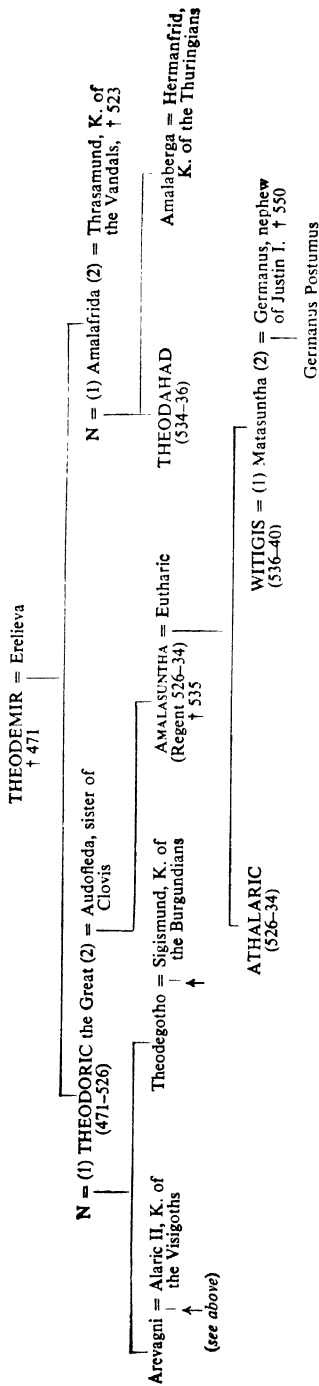 THEODEMIR = Erelieva
† 471
N = (1) THEODORIC the Great (2) = Audofleda, sister of
(471–526)
Clovis
N = (1) Amalafrida (2) = Thrasamund, K. of
the Vandals, † 523
Arevagni = Alaric II, K. of
the Visigoths
(see above)
Theodegotho = Sigismund, K. of
the Burgundians
AMALASUNTHA = Eutharic
(Regent 526–34)
† 535
THEODAHAD
(534–36)
Amalaberga = Hermanfrid,
K. of the Thuringians
ATHALARIC
(526–34)
WITIGIS = (1) Matasuntha (2) = Germanus, nephew
(536–40)
of Justin I. † 550
Germanus Postumus